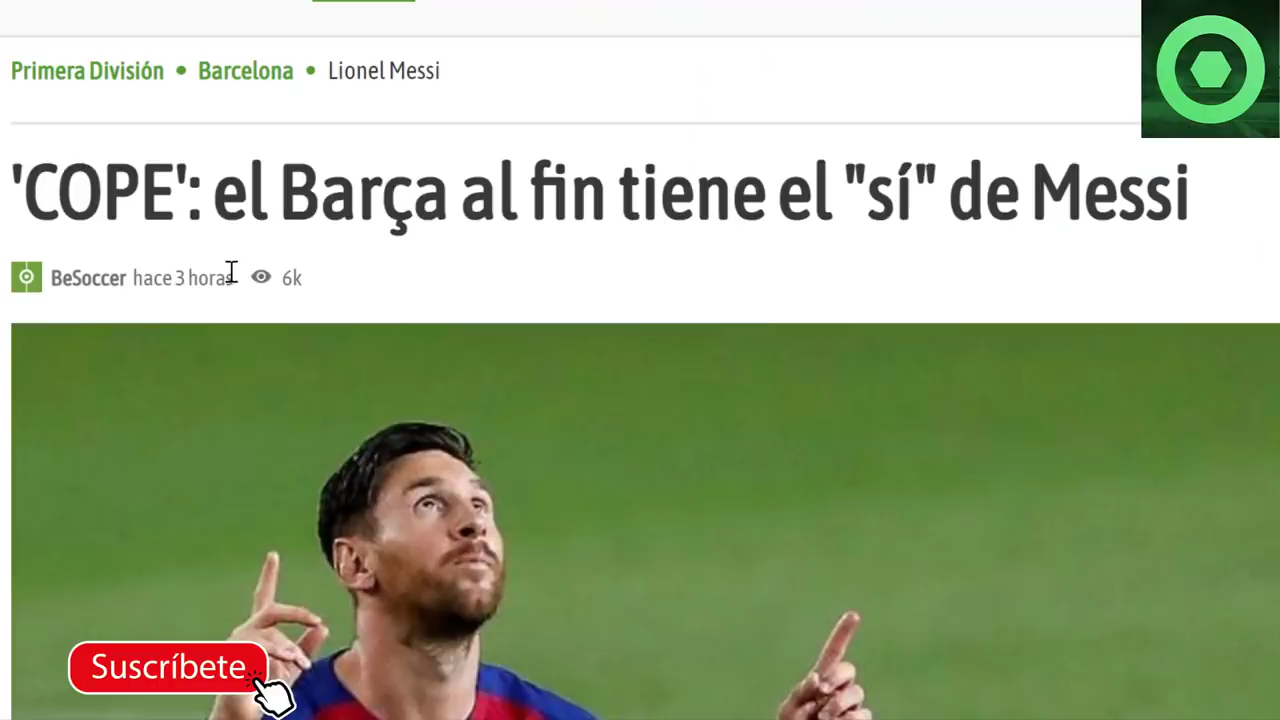 Primera División • Barcelona • Lionel Messi
'COPE': el Barça al fin tiene el "sí" de Messi
BeSoccer hace 3 horas 6k
Suscríbete